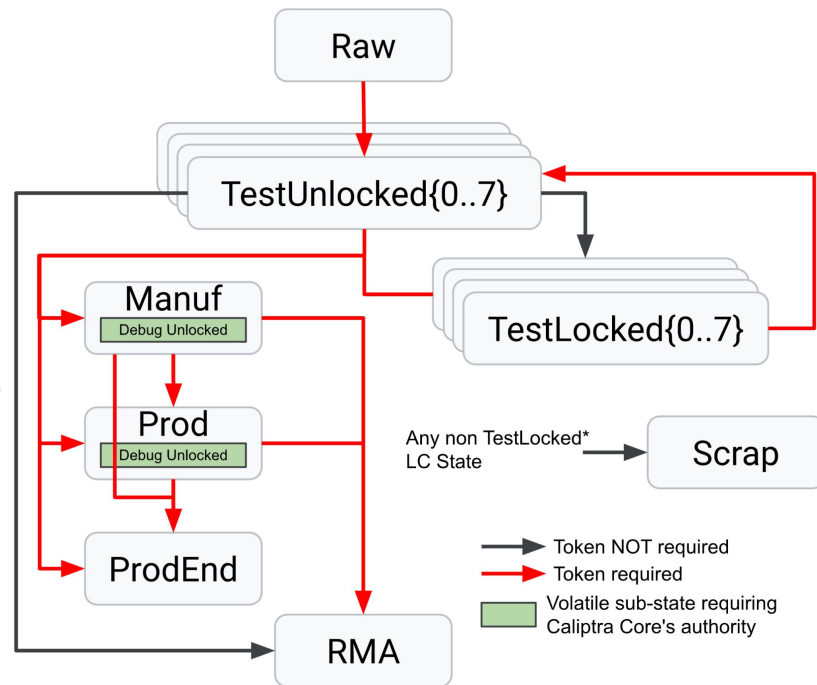 Raw
TestUnlocked{0..7}
Manuf
Debug Unlocked
TestLocked{0..7}
Prod
Debug Unlocked
Any non TestLocked*
LC State
Scrap
ProdEnd
Token NOT required
Token required
Volatile sub-state requiring
Caliptra Core's authority
RMA